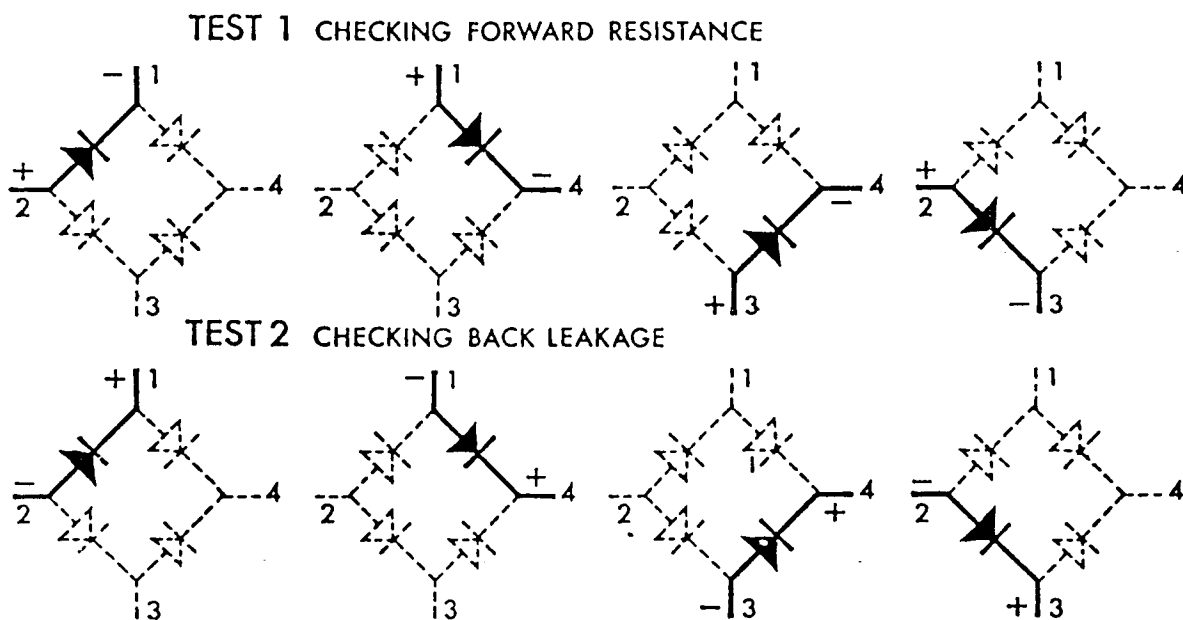 TEST 1 CHECKING FORWARD RESISTANCE
− 1 + 1 1 1
+ − 4 + 4
2 4 2 4 2 − 2
3 3 + 3 − 3
TEST 2 CHECKING BACK LEAKAGE
+ 1 − 1 1 1
− 4 + 4 4 − 4
2 2 2 + 2
3 3 − 3 + 3